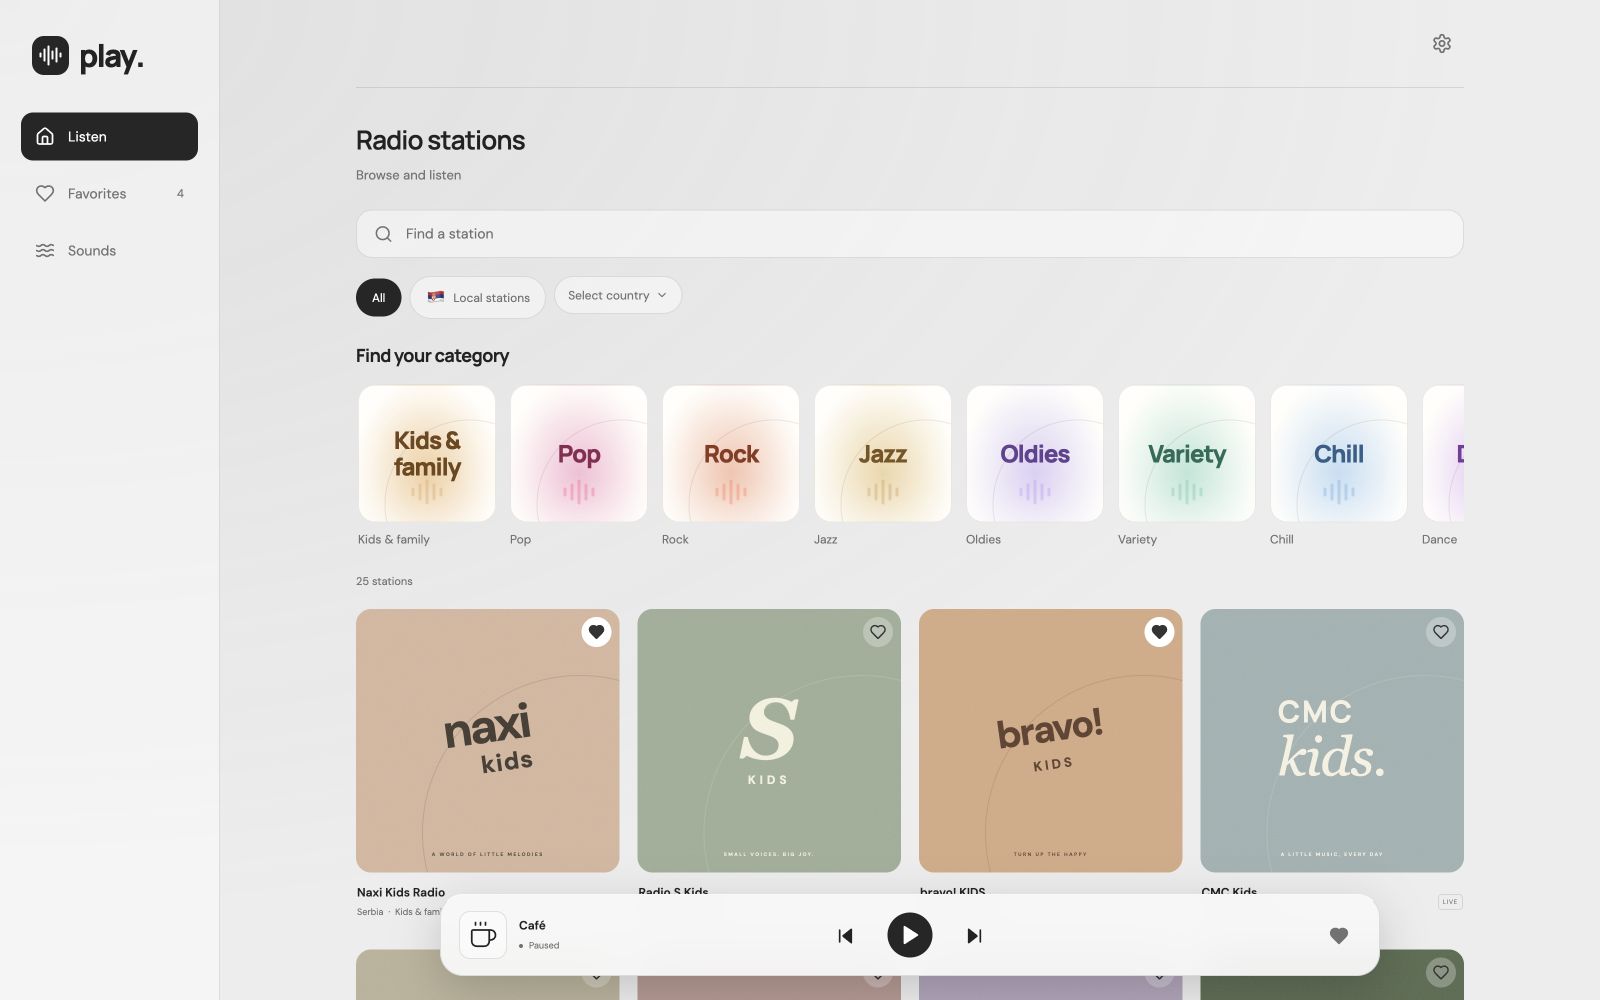 play.
Listen
Favorites 4
Sounds
Radio stations
Browse and listen
Find a station
All
Local stations
Select country
Find your category
Kids &
family
Pop
Rock
Jazz
Oldies
Variety
Chill
Kids & family
Pop
Rock
Jazz
Oldies
Variety
Chill
Dance
25 stations
naxi
kids
A WORLD OF LITTLE MELODIES
S
KIDS
SMALL VOICES. BIG JOY.
bravo!
KIDS
TURN UP THE HAPPY
CMC
kids.
A LITTLE MUSIC, EVERY DAY
Naxi Kids Radio
Serbia · Kids & fam
Radio S Kids
bravo! KIDS
CMC Kids
LIVE
Café
Paused